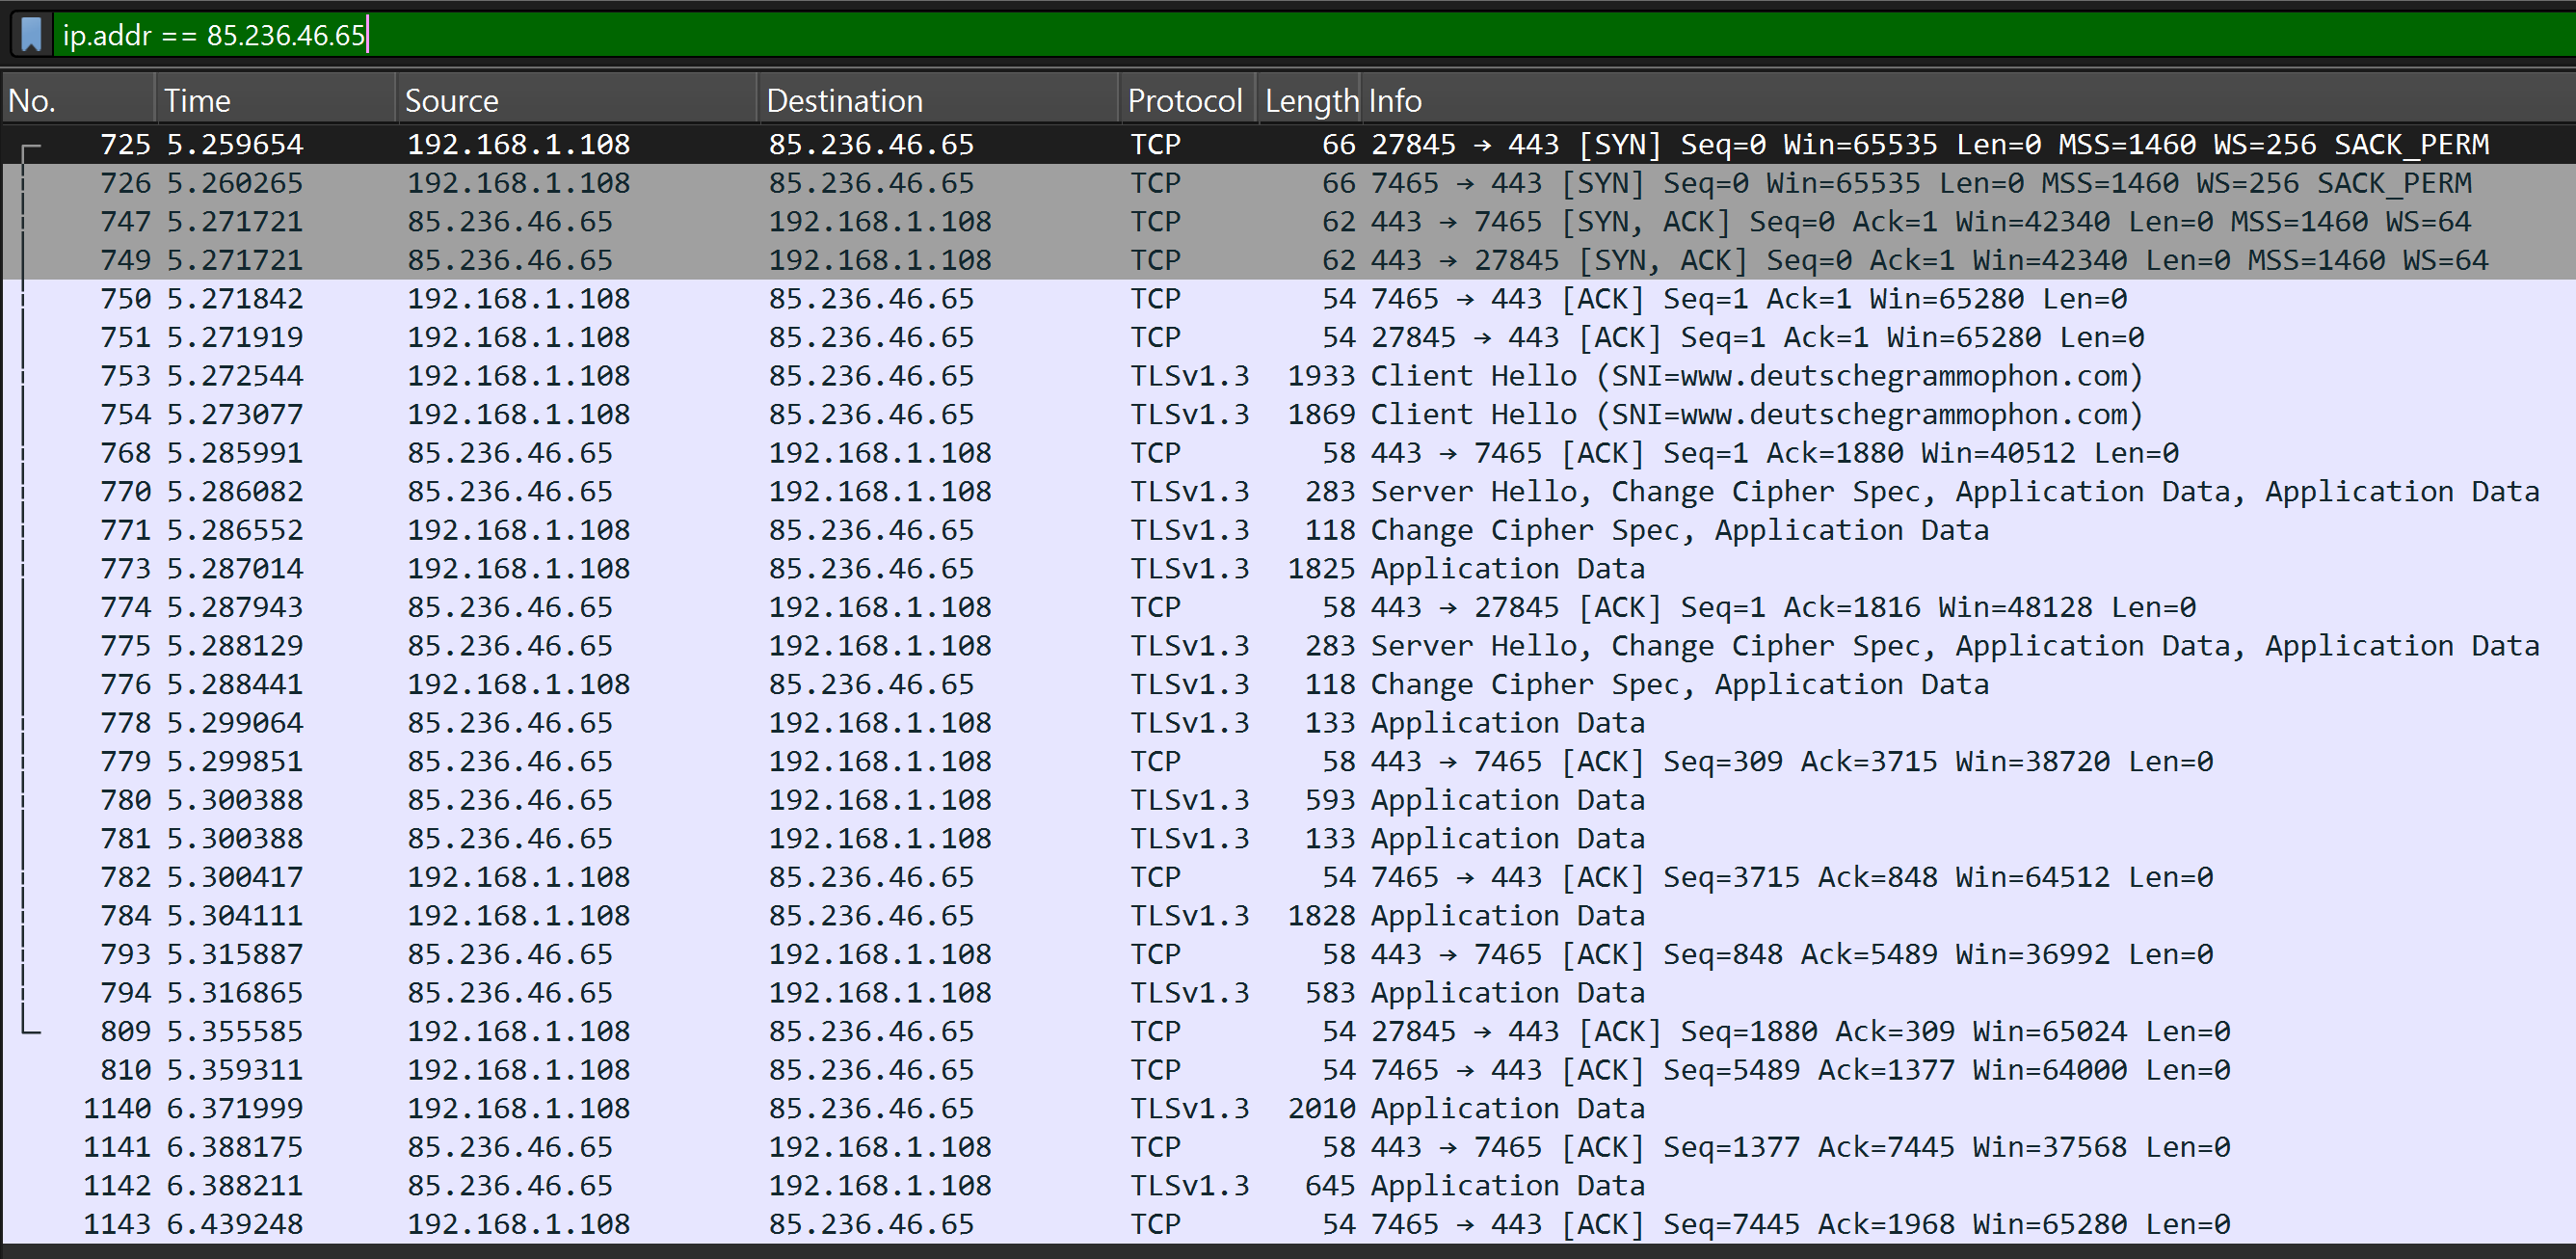 ip.addr == 85.236.46.65
No. Time Source Destination Protocol Length Info
725 5.259654 192.168.1.108 85.236.46.65 TCP 66 27845 → 443 [SYN] Seq=0 Win=65535 Len=0 MSS=1460 WS=256 SACK_PERM
726 5.260265 192.168.1.108 85.236.46.65 TCP 66 7465 → 443 [SYN] Seq=0 Win=65535 Len=0 MSS=1460 WS=256 SACK_PERM
747 5.271721 85.236.46.65 192.168.1.108 TCP 62 443 → 7465 [SYN, ACK] Seq=0 Ack=1 Win=42340 Len=0 MSS=1460 WS=64
749 5.271721 85.236.46.65 192.168.1.108 TCP 62 443 → 27845 [SYN, ACK] Seq=0 Ack=1 Win=42340 Len=0 MSS=1460 WS=64
750 5.271842 192.168.1.108 85.236.46.65 TCP 54 7465 → 443 [ACK] Seq=1 Ack=1 Win=65280 Len=0
751 5.271919 192.168.1.108 85.236.46.65 TCP 54 27845 → 443 [ACK] Seq=1 Ack=1 Win=65280 Len=0
753 5.272544 192.168.1.108 85.236.46.65 TLSv1.3 1933 Client Hello (SNI=www.deutschegrammophon.com)
754 5.273077 192.168.1.108 85.236.46.65 TLSv1.3 1869 Client Hello (SNI=www.deutschegrammophon.com)
768 5.285991 85.236.46.65 192.168.1.108 TCP 58 443 → 7465 [ACK] Seq=1 Ack=1880 Win=40512 Len=0
770 5.286082 85.236.46.65 192.168.1.108 TLSv1.3 283 Server Hello, Change Cipher Spec, Application Data, Application Data
771 5.286552 192.168.1.108 85.236.46.65 TLSv1.3 118 Change Cipher Spec, Application Data
773 5.287014 192.168.1.108 85.236.46.65 TLSv1.3 1825 Application Data
774 5.287943 85.236.46.65 192.168.1.108 TCP 58 443 → 27845 [ACK] Seq=1 Ack=1816 Win=48128 Len=0
775 5.288129 85.236.46.65 192.168.1.108 TLSv1.3 283 Server Hello, Change Cipher Spec, Application Data, Application Data
776 5.288441 192.168.1.108 85.236.46.65 TLSv1.3 118 Change Cipher Spec, Application Data
778 5.299064 85.236.46.65 192.168.1.108 TLSv1.3 133 Application Data
779 5.299851 85.236.46.65 192.168.1.108 TCP 58 443 → 7465 [ACK] Seq=309 Ack=3715 Win=38720 Len=0
780 5.300388 85.236.46.65 192.168.1.108 TLSv1.3 593 Application Data
781 5.300388 85.236.46.65 192.168.1.108 TLSv1.3 133 Application Data
782 5.300417 192.168.1.108 85.236.46.65 TCP 54 7465 → 443 [ACK] Seq=3715 Ack=848 Win=64512 Len=0
784 5.304111 192.168.1.108 85.236.46.65 TLSv1.3 1828 Application Data
793 5.315887 85.236.46.65 192.168.1.108 TCP 58 443 → 7465 [ACK] Seq=848 Ack=5489 Win=36992 Len=0
794 5.316865 85.236.46.65 192.168.1.108 TLSv1.3 583 Application Data
809 5.355585 192.168.1.108 85.236.46.65 TCP 54 27845 → 443 [ACK] Seq=1880 Ack=309 Win=65024 Len=0
810 5.359311 192.168.1.108 85.236.46.65 TCP 54 7465 → 443 [ACK] Seq=5489 Ack=1377 Win=64000 Len=0
1140 6.371999 192.168.1.108 85.236.46.65 TLSv1.3 2010 Application Data
1141 6.388175 85.236.46.65 192.168.1.108 TCP 58 443 → 7465 [ACK] Seq=1377 Ack=7445 Win=37568 Len=0
1142 6.388211 85.236.46.65 192.168.1.108 TLSv1.3 645 Application Data
1143 6.439248 192.168.1.108 85.236.46.65 TCP 54 7465 → 443 [ACK] Seq=7445 Ack=1968 Win=65280 Len=0